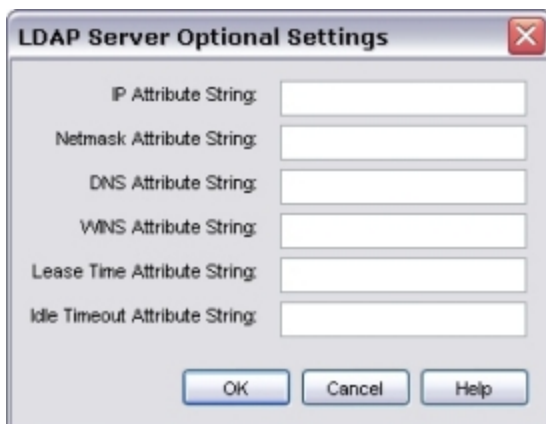 LDAP Server Optional Settings
IP Attribute String:
Netmask Attribute String:
DNS Attribute String:
WINS Attribute String:
Lease Time Attribute String:
Idle Timeout Attribute String:
OK Cancel Help